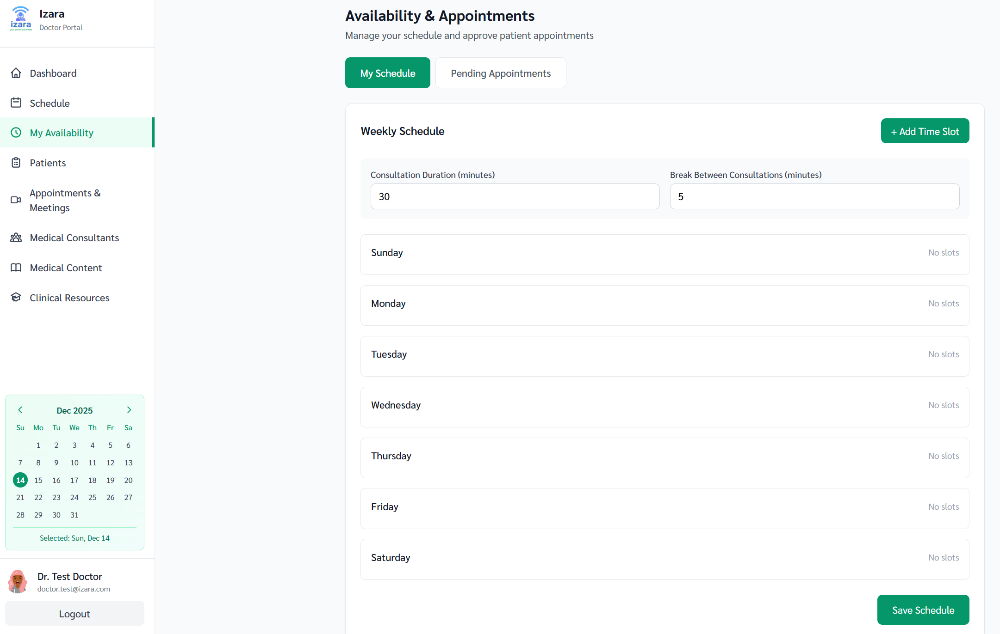 izara
your doctor anywhere
Izara
Doctor Portal
Dashboard
Schedule
My Availability
Patients
Appointments &
Meetings
Medical Consultants
Medical Content
Clinical Resources
Dec 2025
Su Mo Tu We Th Fr Sa
1 2 3 4 5 6
7 8 9 10 11 12 13
14 15 16 17 18 19 20
21 22 23 24 25 26 27
28 29 30 31
Selected: Sun, Dec 14
Dr. Test Doctor
doctor.test@izara.com
Logout
Availability & Appointments
Manage your schedule and approve patient appointments
My Schedule
Pending Appointments
Weekly Schedule
+ Add Time Slot
Consultation Duration (minutes)
30
Break Between Consultations (minutes)
5
Sunday No slots
Monday No slots
Tuesday No slots
Wednesday No slots
Thursday No slots
Friday No slots
Saturday No slots
Save Schedule